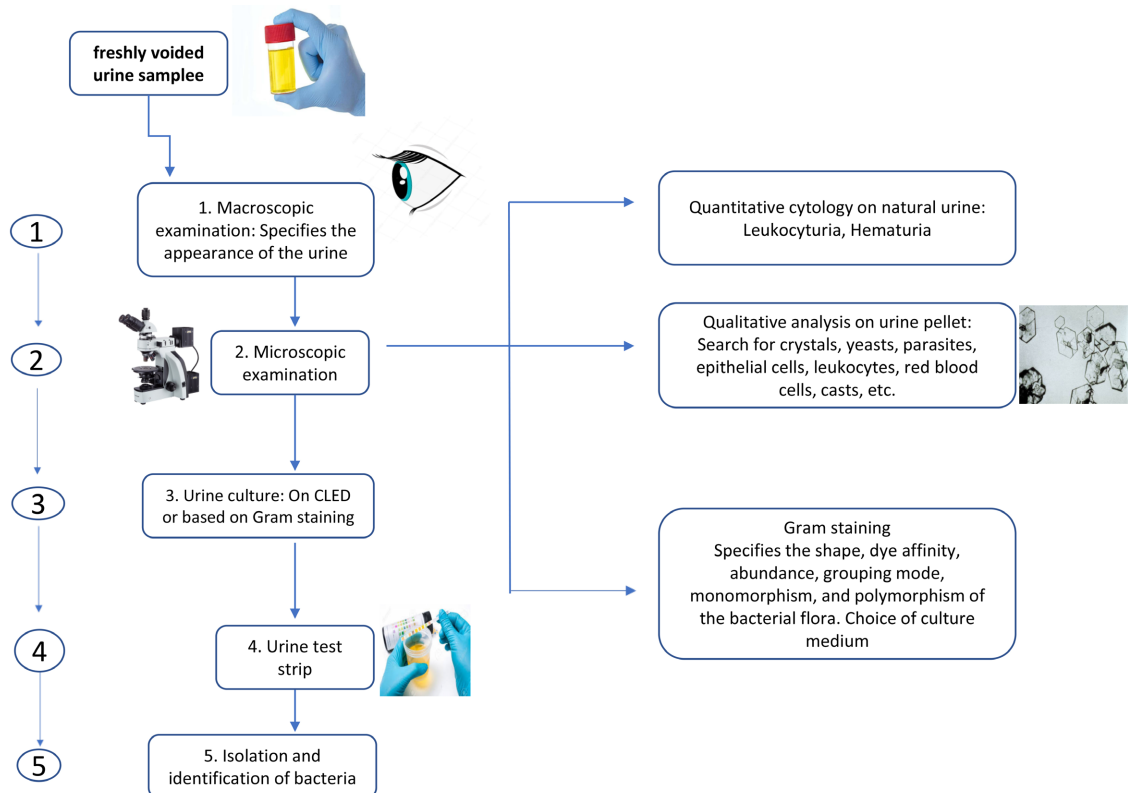 freshly voided
urine samplee
1. Macroscopic
examination: Specifies the
appearance of the urine
1
Quantitative cytology on natural urine:
Leukocyturia, Hematuria
2
2. Microscopic
examination
Qualitative analysis on urine pellet:
Search for crystals, yeasts, parasites,
epithelial cells, leukocytes, red blood
cells, casts, etc.
3
3. Urine culture: On CLED
or based on Gram staining
Gram staining
Specifies the shape, dye affinity,
abundance, grouping mode,
monomorphism, and polymorphism of
the bacterial flora. Choice of culture
medium
4
4. Urine test
strip
5
5. Isolation and
identification of bacteria